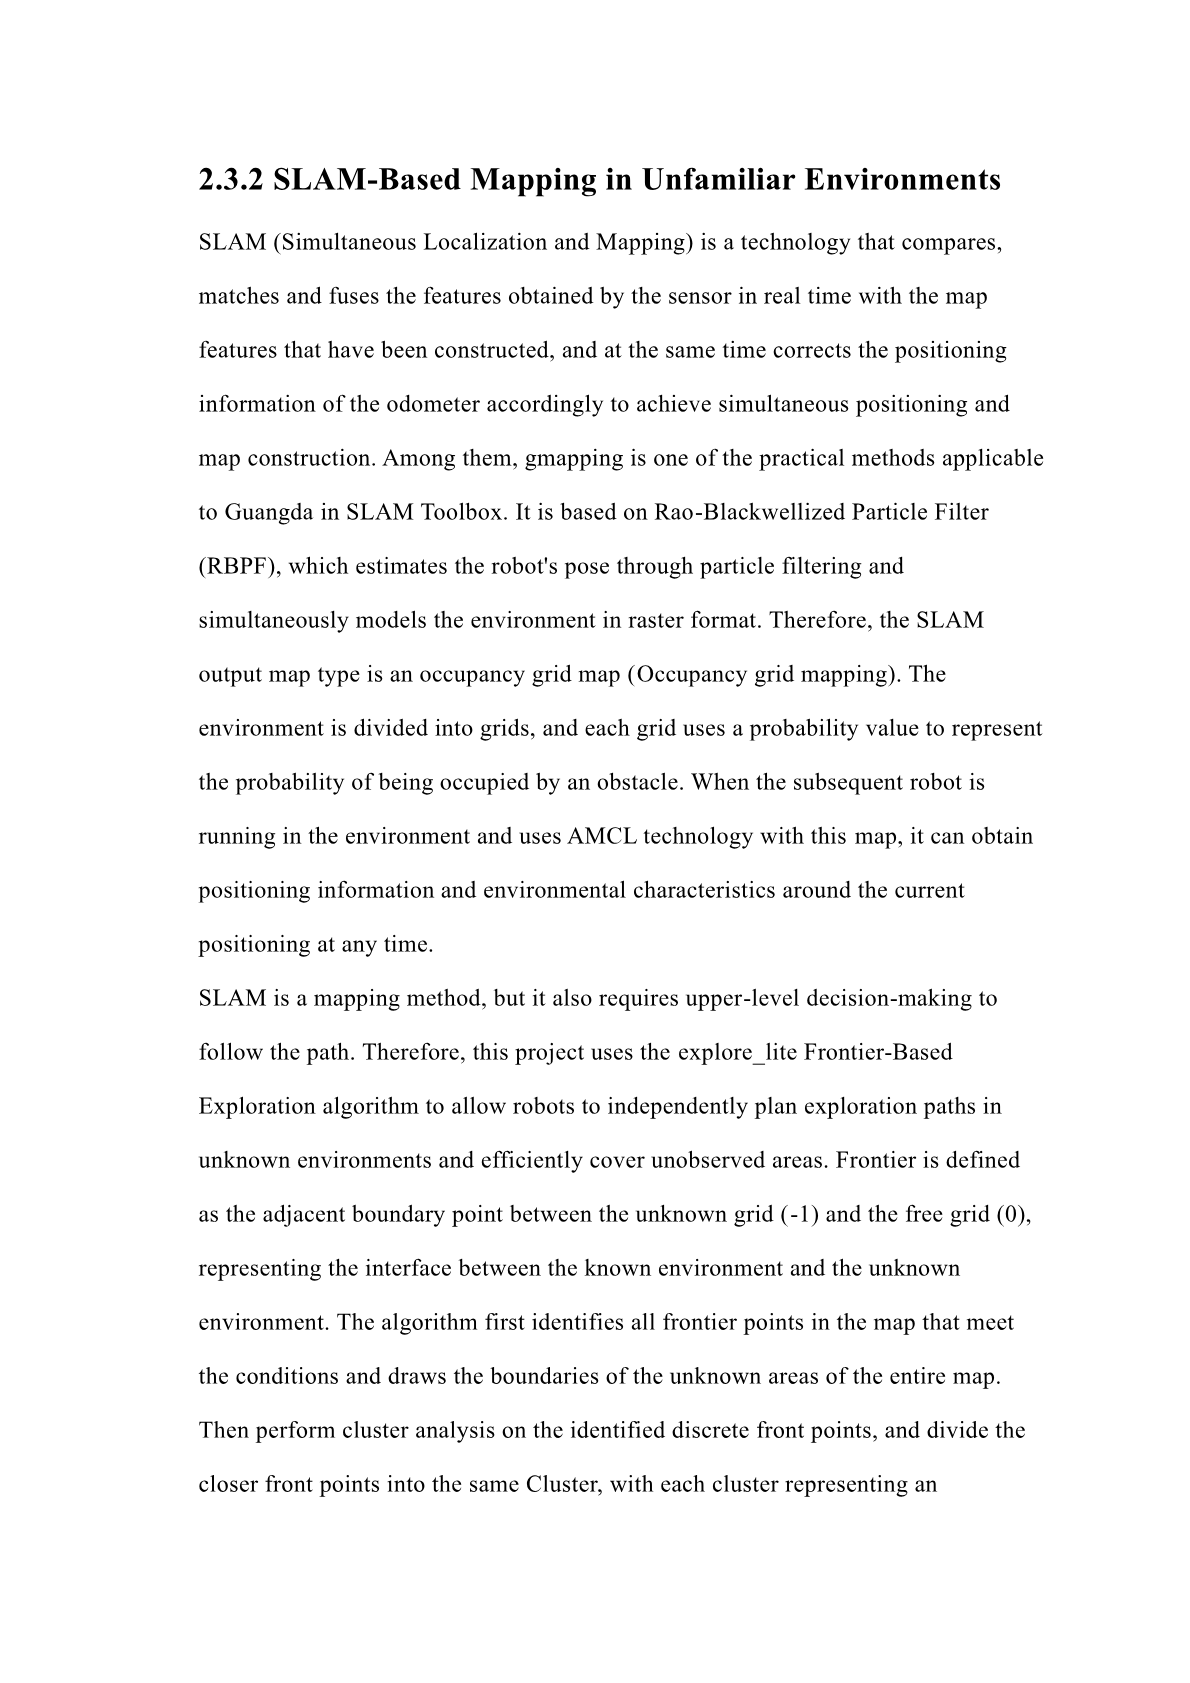 2.3.2 SLAM-Based Mapping in Unfamiliar Environments
SLAM (Simultaneous Localization and Mapping) is a technology that compares,
matches and fuses the features obtained by the sensor in real time with the map
features that have been constructed, and at the same time corrects the positioning
information of the odometer accordingly to achieve simultaneous positioning and
map construction. Among them, gmapping is one of the practical methods applicable
to Guangda in SLAM Toolbox. It is based on Rao-Blackwellized Particle Filter
(RBPF), which estimates the robot's pose through particle filtering and
simultaneously models the environment in raster format. Therefore, the SLAM
output map type is an occupancy grid map (Occupancy grid mapping). The
environment is divided into grids, and each grid uses a probability value to represent
the probability of being occupied by an obstacle. When the subsequent robot is
running in the environment and uses AMCL technology with this map, it can obtain
positioning information and environmental characteristics around the current
positioning at any time.
SLAM is a mapping method, but it also requires upper-level decision-making to
follow the path. Therefore, this project uses the explore_lite Frontier-Based
Exploration algorithm to allow robots to independently plan exploration paths in
unknown environments and efficiently cover unobserved areas. Frontier is defined
as the adjacent boundary point between the unknown grid (-1) and the free grid (0),
representing the interface between the known environment and the unknown
environment. The algorithm first identifies all frontier points in the map that meet
the conditions and draws the boundaries of the unknown areas of the entire map.
Then perform cluster analysis on the identified discrete front points, and divide the
closer front points into the same Cluster, with each cluster representing an